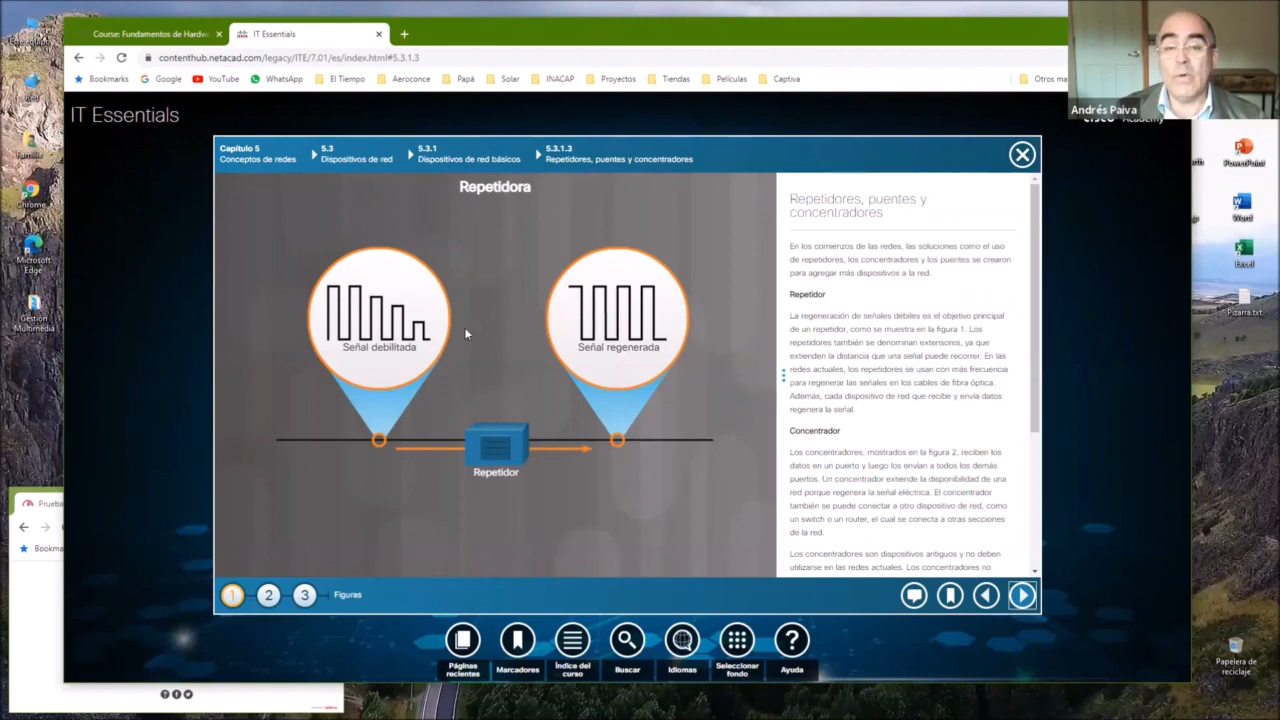 Course: Fundamentos de Hardw
IT Essentials
contenthub.netacad.com/legacy/ITE/7.01/es/index.html#5.3.1.3
Bookmarks
Google
YouTube
WhatsApp
El Tiempo
Aeroconce
Papá
Solar
INACAP
Proyectos
Tiendas
Películas
Captiva
Otros ma
Andrés Paiva
IT Essentials
Academy
Capítulo 5
Conceptos de redes
5.3
Dispositivos de red
5.3.1
Dispositivos de red básicos
5.3.1.3
Repetidores, puentes y concentradores
Repetidora
Señal debilitada
Señal regenerada
Repetidor
Repetidores, puentes y
concentradores
En los comienzos de las redes, las soluciones como el uso
de repetidores, los concentradores y los puentes se crearon
para agregar más dispositivos a la red.
Repetidor
La regeneración de señales débiles es el objetivo principal
de un repetidor, como se muestra en la figura 1. Los
repetidores también se denominan extensores, ya que
extienden la distancia que una señal puede recorrer. En las
redes actuales, los repetidores se usan con más frecuencia
para regenerar las señales en los cables de fibra óptica.
Además, cada dispositivo de red que recibe y envía datos
regenera la señal.
Concentrador
Los concentradores, mostrados en la figura 2, reciben los
datos en un puerto y luego los envían a todos los demás
puertos. Un concentrador extiende la disponibilidad de una
red porque regenera la señal eléctrica. El concentrador
también se puede conectar a otro dispositivo de red, como
un switch o un router, el cual se conecta a otras secciones
de la red.
Los concentradores son dispositivos antiguos y no deben
utilizarse en las redes actuales. Los concentradores no
1
2
3
Figuras
Páginas
recientes
Marcadores
Índice del
curso
Buscar
Idiomas
Seleccionar
fondo
Ayuda
Red
Familia
Chrome
Microsoft
Edge
Gestión
Multimedia
Prueba
Bookma
PowerPoint
Word
Excel
Pizarra.txt
Papelera de
reciclaje